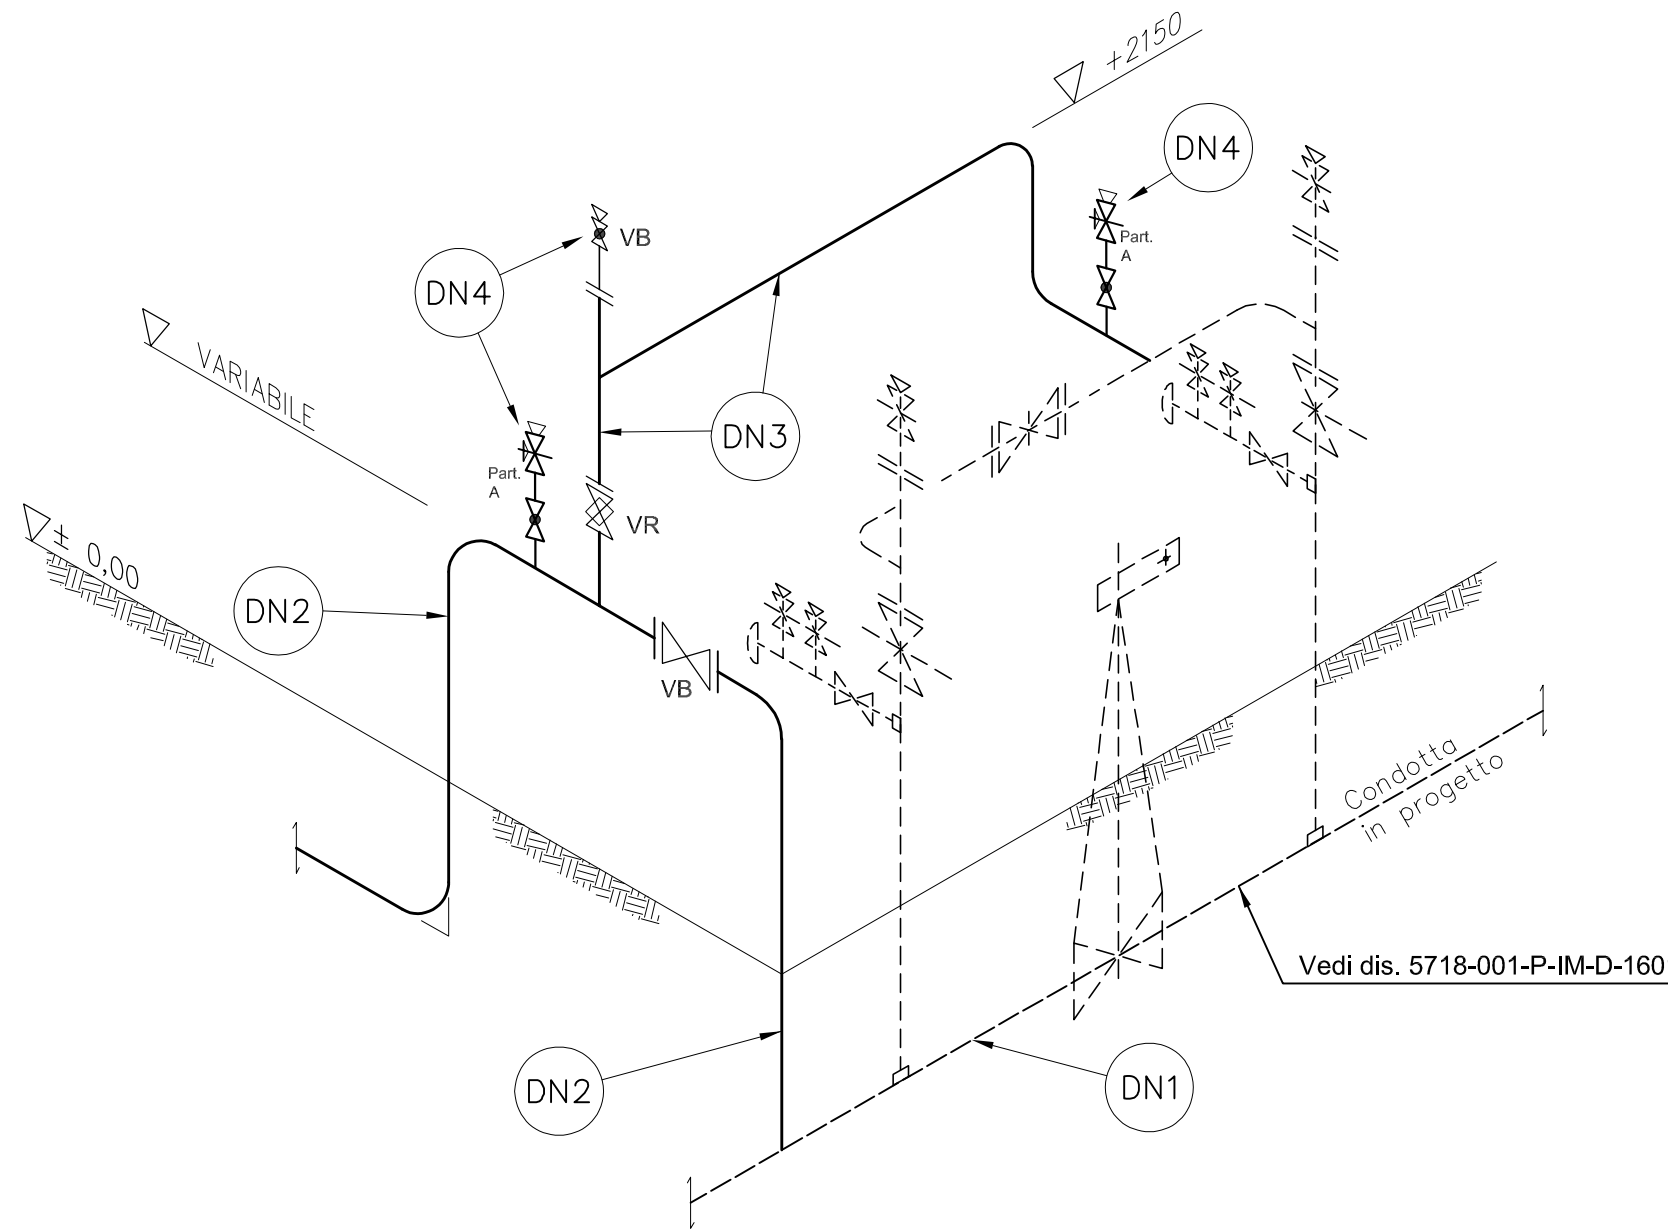 +2150
DN4
VB
Part.
A
DN4
VARIABILE
DN3
Part.
A
VR
± 0,00
DN2
VB
Condotta
in progetto
Vedi dis. 5718-001-P-IM-D-160
DN2
DN1